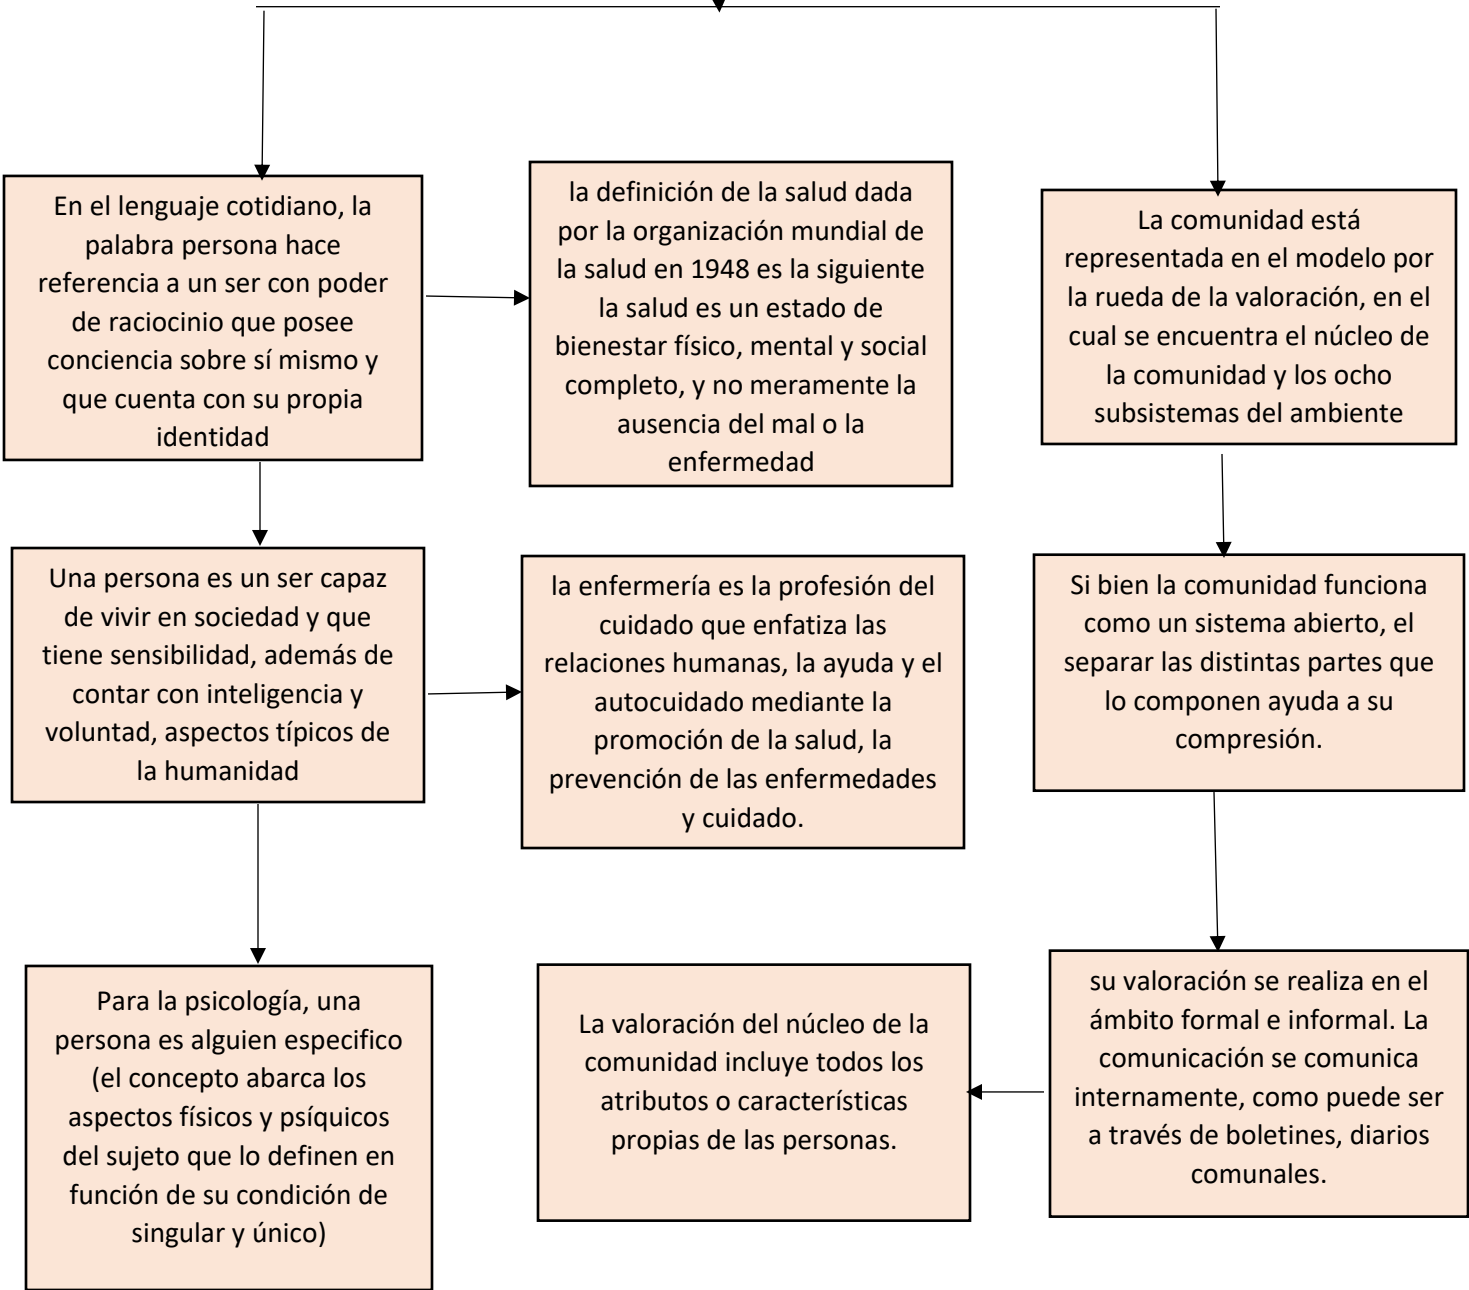 En el lenguaje cotidiano, la
palabra persona hace
referencia a un ser con poder
de raciocinio que posee
conciencia sobre sí mismo y
que cuenta con su propia
identidad
la definición de la salud dada
por la organización mundial de
la salud en 1948 es la siguiente
la salud es un estado de
bienestar físico, mental y social
completo, y no meramente la
ausencia del mal o la
enfermedad
La comunidad está
representada en el modelo por
la rueda de la valoración, en el
cual se encuentra el núcleo de
la comunidad y los ocho
subsistemas del ambiente
Una persona es un ser capaz
de vivir en sociedad y que
tiene sensibilidad, además de
contar con inteligencia y
voluntad, aspectos típicos de
la humanidad
la enfermería es la profesión del
cuidado que enfatiza las
relaciones humanas, la ayuda y el
autocuidado mediante la
promoción de la salud, la
prevención de las enfermedades
y cuidado.
Si bien la comunidad funciona
como un sistema abierto, el
separar las distintas partes que
lo componen ayuda a su
compresión.
Para la psicología, una
persona es alguien especifico
(el concepto abarca los
aspectos físicos y psíquicos
del sujeto que lo definen en
función de su condición de
singular y único)
La valoración del núcleo de la
comunidad incluye todos los
atributos o características
propias de las personas.
su valoración se realiza en el
ámbito formal e informal. La
comunicación se comunica
internamente, como puede ser
a través de boletines, diarios
comunales.